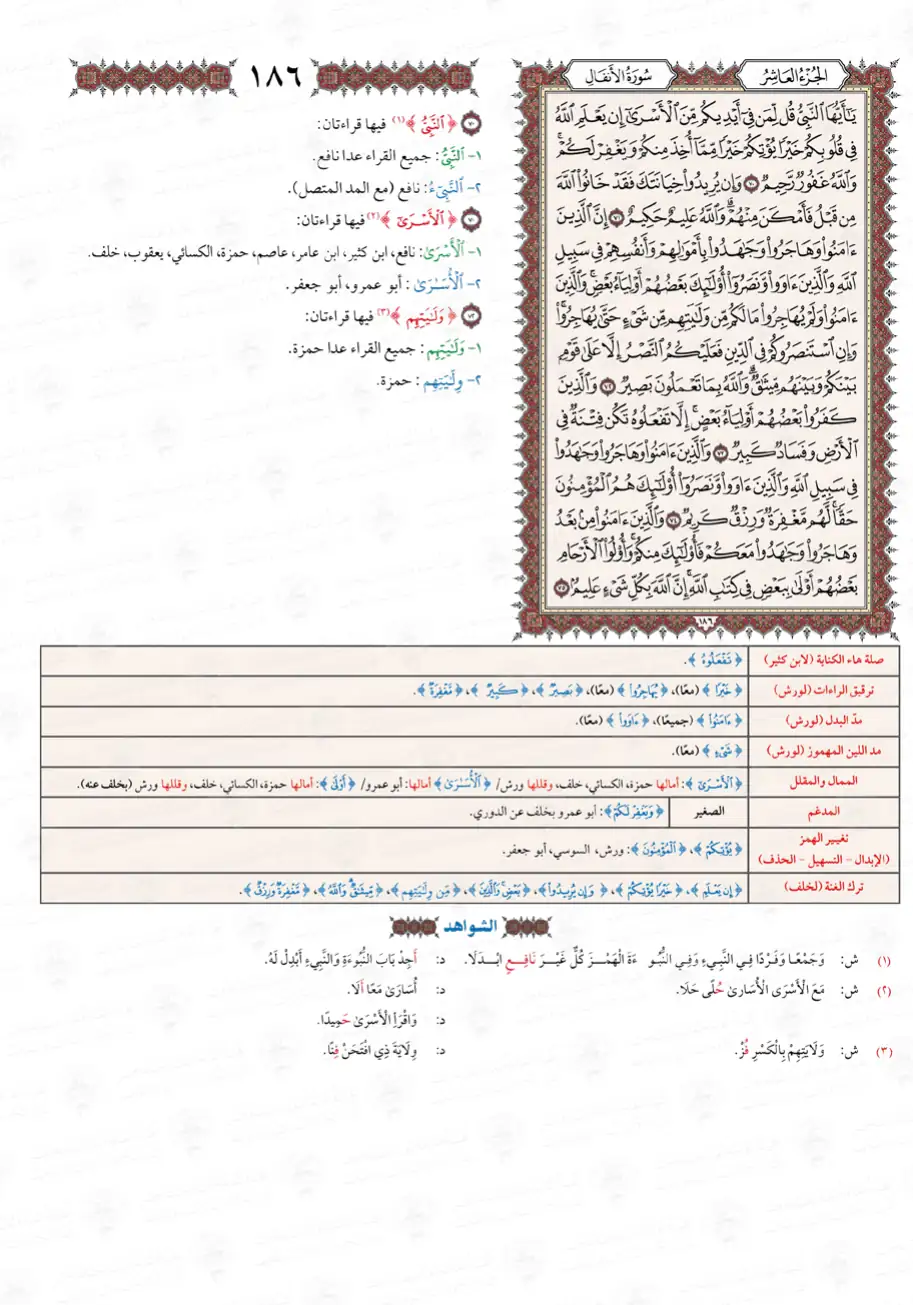 الجزء العاشر
سورة الأنفال
١٨٦
يَٰٓأَيُّهَا ٱلنَّبِيُّ قُل لِّمَن فِيٓ أَيۡدِيكُم مِّنَ ٱلۡأَسۡرَىٰٓ إِن يَعۡلَمِ ٱللَّهُ
فِي قُلُوبِكُمۡ خَيۡرٗا يُؤۡتِكُمۡ خَيۡرٗا مِّمَّآ أُخِذَ مِنكُمۡ وَيَغۡفِرۡ لَكُمۡۚ
وَٱللَّهُ غَفُورٞ رَّحِيمٞ ٧٠ وَإِن يُرِيدُواْ خِيَانَتَكَ فَقَدۡ خَانُواْ ٱللَّهَ
مِن قَبۡلُ فَأَمۡكَنَ مِنۡهُمۡۗ وَٱللَّهُ عَلِيمٌ حَكِيمٌ ٧١ إِنَّ ٱلَّذِينَ
ءَامَنُواْ وَهَاجَرُواْ وَجَٰهَدُواْ بِأَمۡوَٰلِهِمۡ وَأَنفُسِهِمۡ فِي سَبِيلِ
ٱللَّهِ وَٱلَّذِينَ ءَاوَواْ وَّنَصَرُوٓاْ أُوْلَٰٓئِكَ بَعۡضُهُمۡ أَوۡلِيَآءُ بَعۡضٖۚ وَٱلَّذِينَ
ءَامَنُواْ وَلَمۡ يُهَاجِرُواْ مَا لَكُم مِّن وَلَٰيَتِهِم مِّن شَيۡءٍ حَتَّىٰ يُهَاجِرُواْۚ
وَإِنِ ٱسۡتَنصَرُوكُمۡ فِي ٱلدِّينِ فَعَلَيۡكُمُ ٱلنَّصۡرُ إِلَّا عَلَىٰ قَوۡمِۭ
بَيۡنَكُمۡ وَبَيۡنَهُم مِّيثَٰقٞۗ وَٱللَّهُ بِمَا تَعۡمَلُونَ بَصِيرٞ ٧٢ وَٱلَّذِينَ
كَفَرُواْ بَعۡضُهُمۡ أَوۡلِيَآءُ بَعۡضٍۚ إِلَّا تَفۡعَلُوهُ تَكُن فِتۡنَةٞ فِي
ٱلۡأَرۡضِ وَفَسَادٞ كَبِيرٞ ٧٣ وَٱلَّذِينَ ءَامَنُواْ وَهَاجَرُواْ وَجَٰهَدُواْ
فِي سَبِيلِ ٱللَّهِ وَٱلَّذِينَ ءَاوَواْ وَّنَصَرُوٓاْ أُوْلَٰٓئِكَ هُمُ ٱلۡمُؤۡمِنُونَ
حَقّٗاۚ لَّهُم مَّغۡفِرَةٞ وَرِزۡقٞ كَرِيمٞ ٧٤ وَٱلَّذِينَ ءَامَنُواْ مِنۢ بَعۡدُ
وَهَاجَرُواْ وَجَٰهَدُواْ مَعَكُمۡ فَأُوْلَٰٓئِكَ مِنكُمۡۚ وَأُوْلُواْ ٱلۡأَرۡحَامِ
بَعۡضُهُمۡ أَوۡلَىٰ بِبَعۡضٖ فِي كِتَٰبِ ٱللَّهِۚ إِنَّ ٱللَّهَ بِكُلِّ شَيۡءٍ عَلِيمُۢ ٧٥
١٨٦
٧٠ ﴿ ٱلنَّبِيُّ ﴾ (١) فيها قراءتان:
١- ٱلنَّبِيُّ: جميع القراء عدا نافع.
٢- ٱلنَّبِيٓءُ: نافع (مع المد المتصل).
٧٠ ﴿ ٱلۡأَسۡرَىٰٓ ﴾ (٢) فيها قراءتان:
١- ٱلۡأَسۡرَىٰ: نافع، ابن كثير، ابن عامر، عاصم، حمزة، الكسائي، يعقوب، خلف.
٢- ٱلۡأُسَٰرَىٰ : أبو عمرو، أبو جعفر.
٧٢ ﴿ وَلَٰيَتِهِم ﴾ (٣) فيها قراءتان:
١- وَلَٰيَتِهِم : جميع القراء عدا حمزة.
٢- وِلَٰيَتِهِم : حمزة.
صلة هاء الكناية (لابن كثير) ﴿ تَفۡعَلُوهُ ﴾.
ترقيق الراءات (لورش) ﴿ خَيۡرٗا ﴾ (معًا)، ﴿ يُهَاجِرُواْ ﴾ (معًا)، ﴿ بَصِيرٞ ﴾، ﴿ كَبِيرٞ ﴾، ﴿ مَّغۡفِرَةٞ ﴾.
مدّ البدل (لورش) ﴿ ءَامَنُواْ ﴾ (جميعًا)، ﴿ ءَاوَواْ ﴾ (معًا).
مد اللين المهموز (لورش) ﴿ شَيۡءٍ ﴾ (معًا).
الممال والمقلل ﴿ ٱلۡأَسۡرَىٰٓ ﴾: أمالها حمزة، الكسائي، خلف، وقللها ورش/ ﴿ ٱلۡأُسَٰرَىٰ ﴾ أمالها: أبو عمرو/ ﴿ أَوۡلَىٰ ﴾: أمالها حمزة، الكسائي، خلف، وقللها ورش (بخلف عنه).
المدغم الصغير ﴿ وَيَغۡفِرۡ لَكُمۡ ﴾: أبو عمرو بخلف عن الدوري.
تغيير الهمز
(الإبدال - التسهيل - الحذف) ﴿ يُؤۡتِكُمۡ ﴾، ﴿ ٱلۡمُؤۡمِنُونَ ﴾: ورش، السوسي، أبو جعفر.
ترك الغنة (لخلف) ﴿ إِن يَعۡلَمِ ﴾، ﴿ خَيۡرٗا يُؤۡتِكُمۡ ﴾، ﴿ وَإِن يُرِيدُواْ ﴾، ﴿ بَعۡضٖۚ وَٱلَّذِينَ ﴾، ﴿ مِّن وِلَٰيَتِهِم ﴾، ﴿ مِّيثَٰقٞۗ وَٱللَّهُ ﴾، ﴿ مَّغۡفِرَةٞ وَرِزۡقٞ ﴾.
الشواهد
(١) ش: وَجَمْعًا وَفَرْدًا فِي النَّبِيءِ وَفِي النُّبُو ءَةَ الْهَمْزَ كُلٌّ غَيْرَ نَافِعٍ ابْدَلَا. د: أَجِدْ بَابَ النُّبُوءَةِ وَالنَّبِيءِ أَبْدِلْ لَهُ.
(٢) ش: مَعَ الْأَسْرَى الْأُسَارَى حُلًى حَلَا. د: أُسَارَى مَعًا أَلَا.
د: وَاقْرَأِ الْأَسْرَى حَمِيدًا.
(٣) ش: وَلَايَتِهِمْ بِالْكَسْرِ فُزْ. د: وِلَايَةَ ذِي افْتَحَنْ فِنًا.